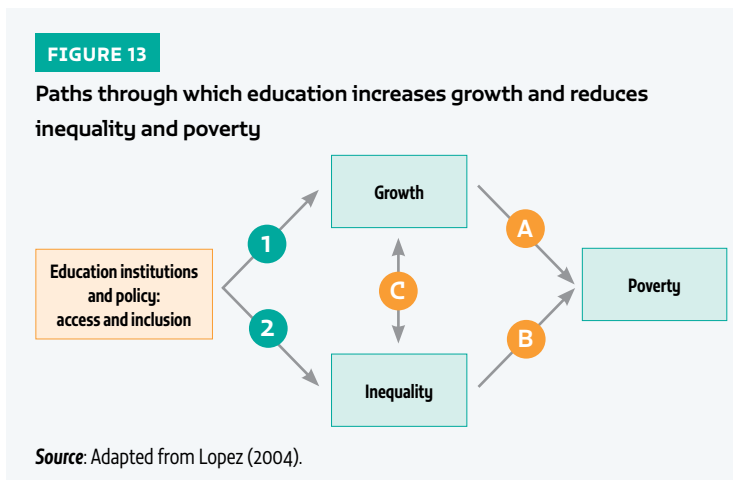 FIGURE 13
Paths through which education increases growth and reduces
inequality and poverty
Growth
1
A
Education institutions
and policy:
access and inclusion
C
Poverty
2
B
Inequality
Source: Adapted from Lopez (2004).